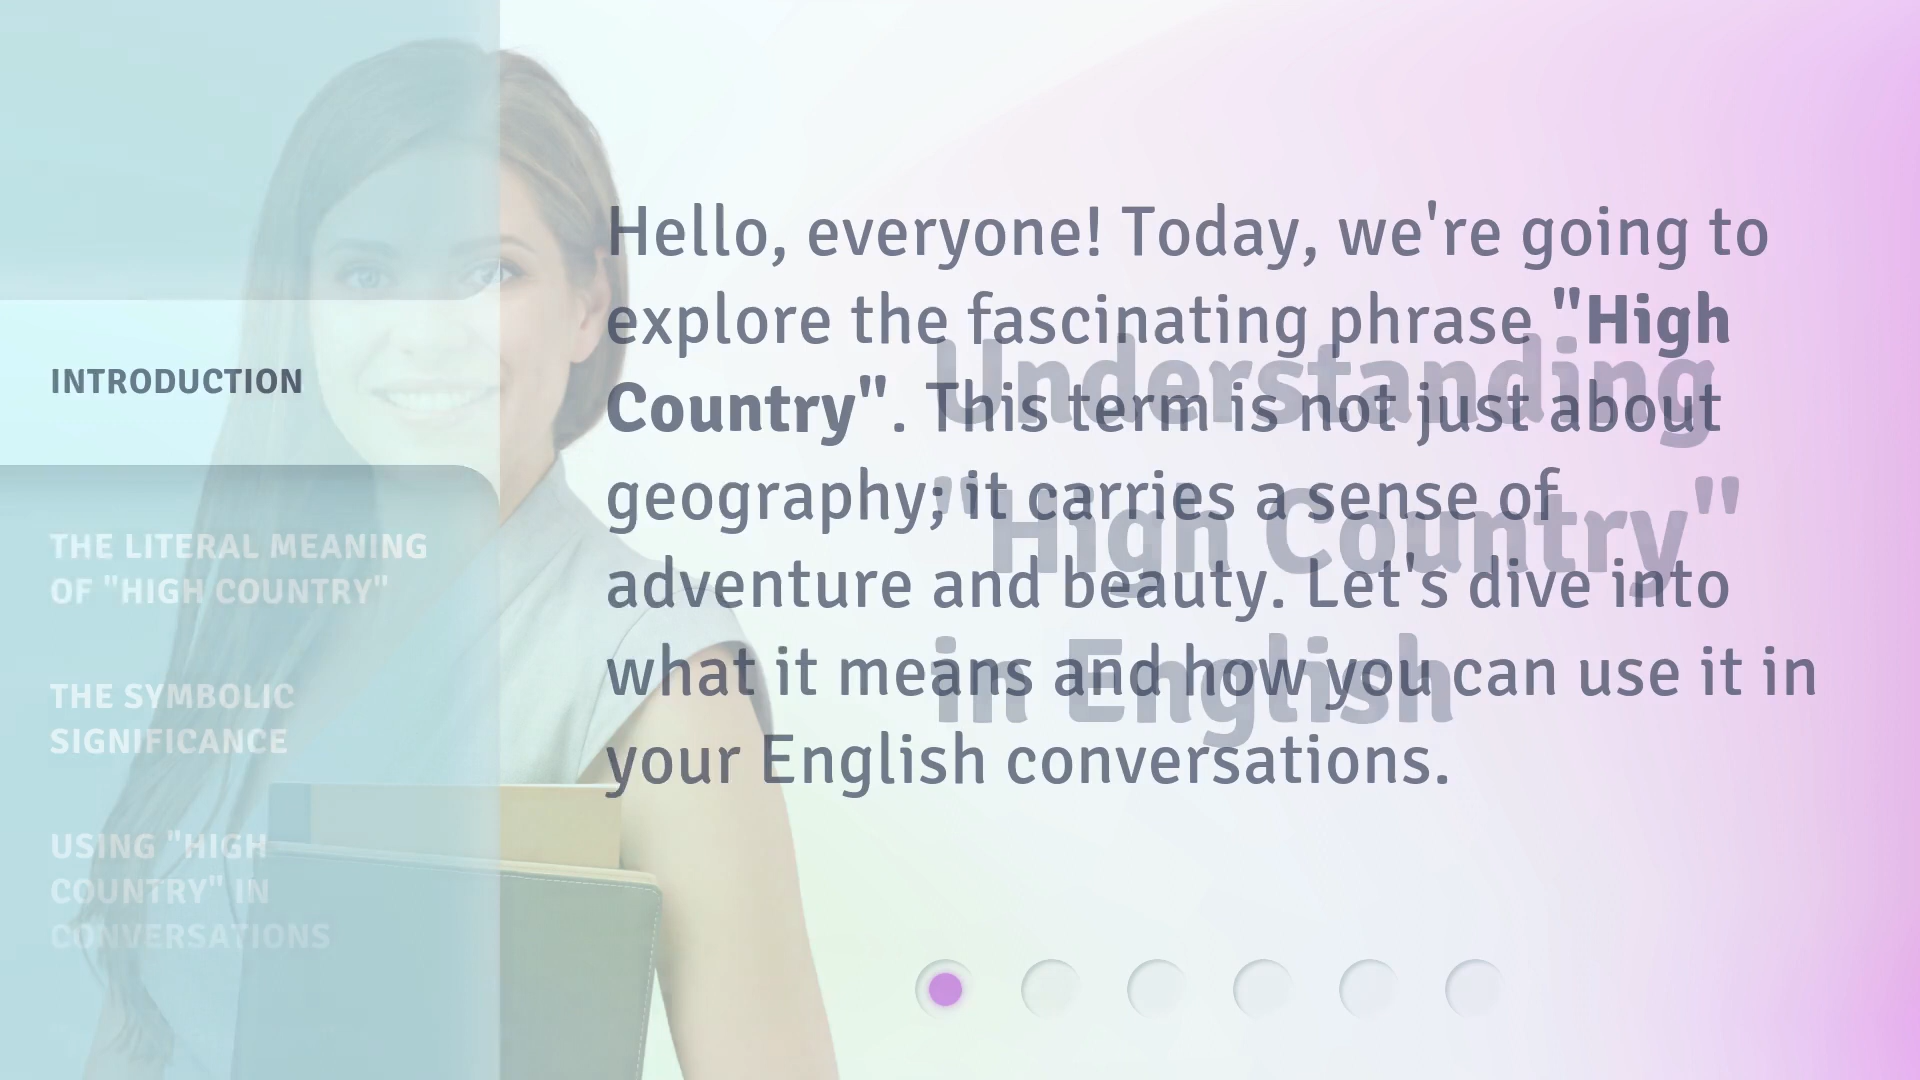 INTRODUCTION
THE LITERAL MEANING
OF "HIGH COUNTRY"
THE SYMBOLIC
SIGNIFICANCE
USING "HIGH
COUNTRY" IN
CONVERSATIONS
Hello, everyone! Today, we're going to
explore the fascinating phrase "High
Country". This term is not just about
geography; it carries a sense of
adventure and beauty. Let's dive into
what it means and how you can use it in
your English conversations.
Understanding
"High Country"
in English